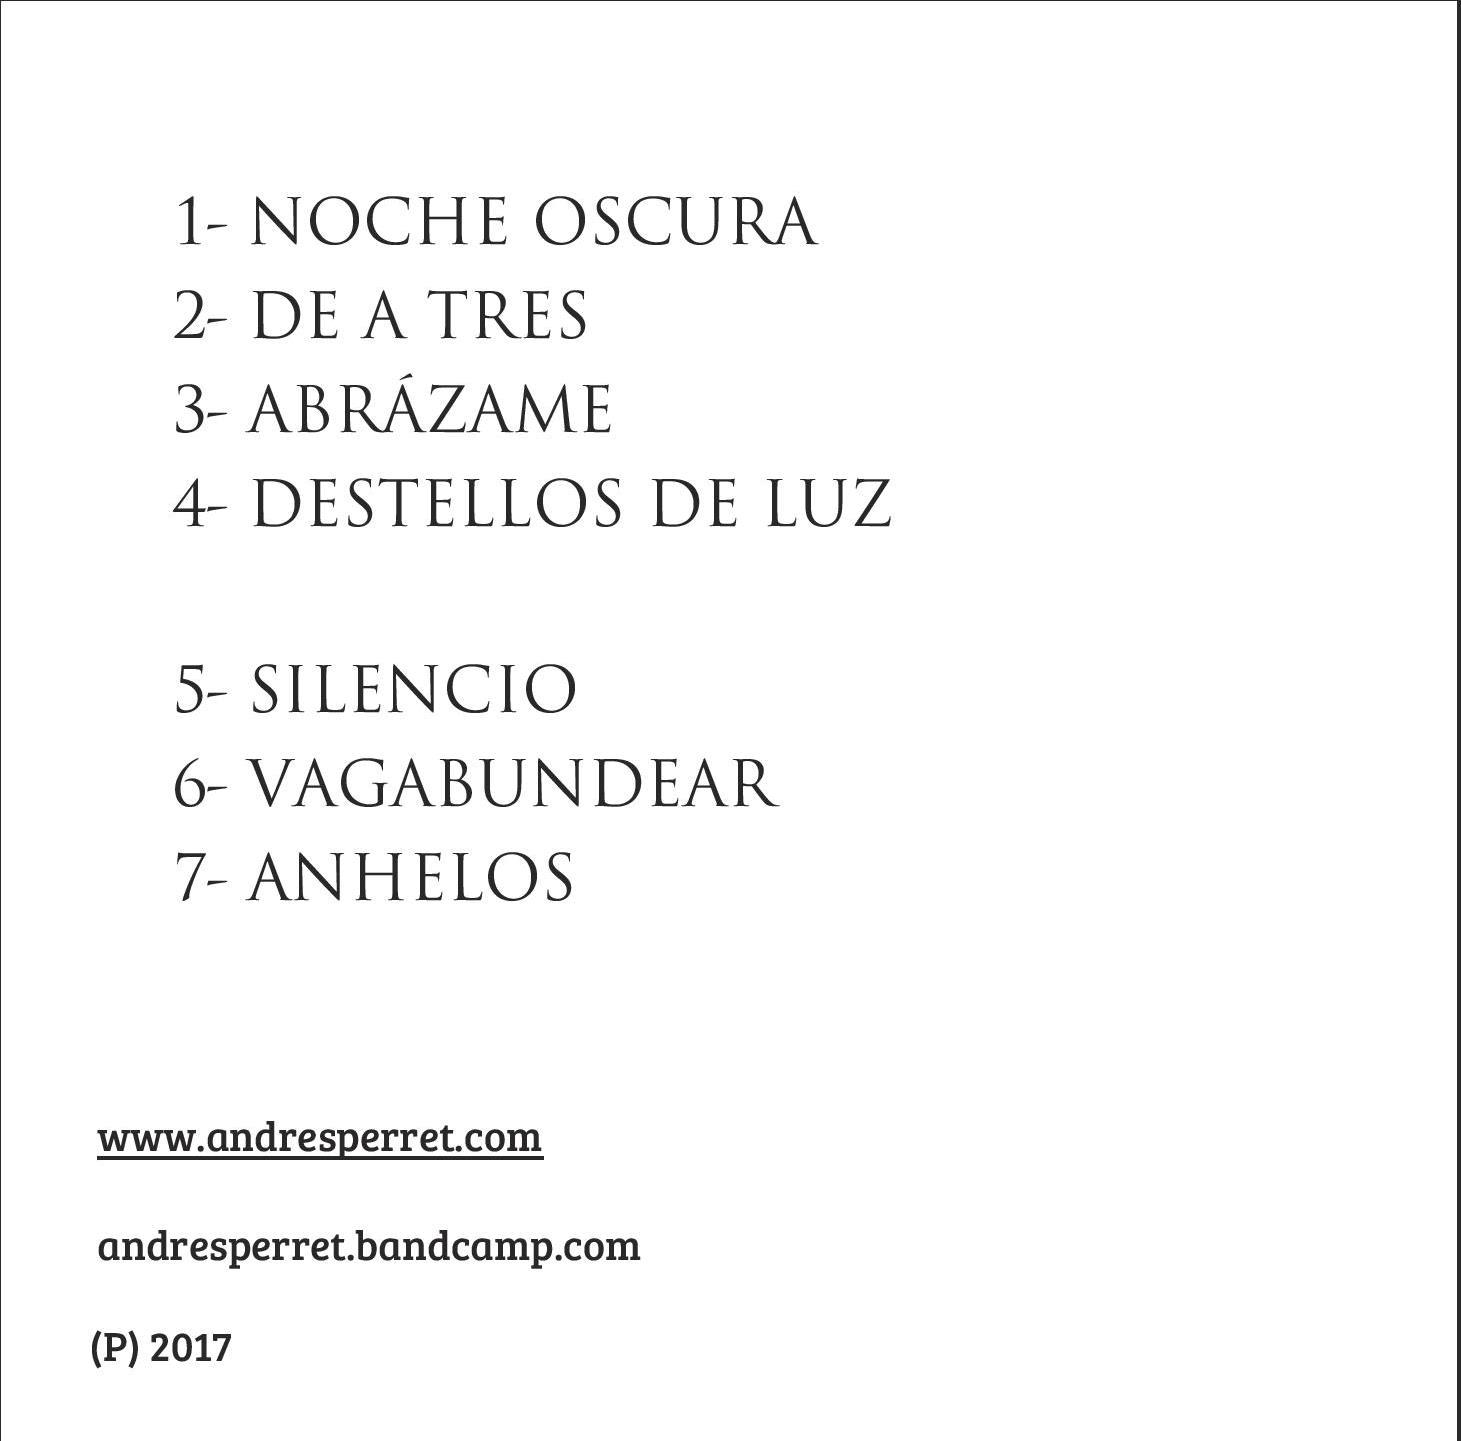 1- NOCHE OSCURA
2- DE A TRES
3- ABRÁZAME
4- DESTELLOS DE LUZ
5- SILENCIO
6- VAGABUNDEAR
7- ANHELOS
www.andresperret.com
andresperret.bandcamp.com
(P) 2017